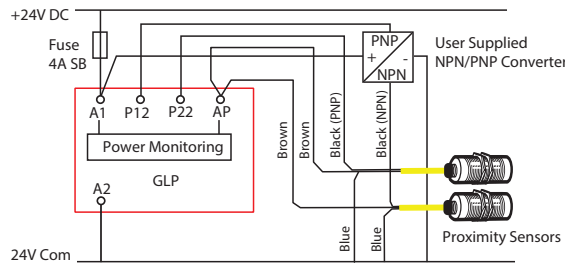 +24V DC
Fuse
4A SB
PNP
+ -
NPN
User Supplied
NPN/PNP Converter
A1 P12 P22 AP
Power Monitoring
GLP
A2
Brown
Brown
Black (PNP)
Black (NPN)
Blue
Blue
Proximity Sensors
24V Com